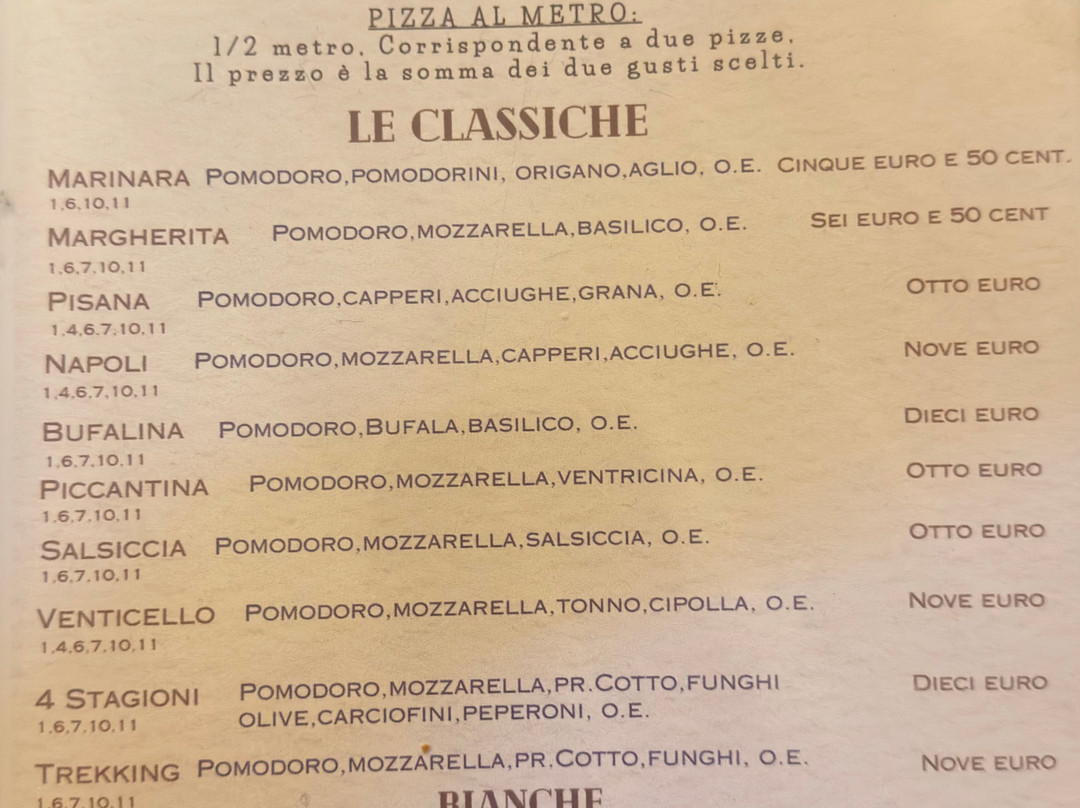 PIZZA AL METRO:
1/2 metro. Corrispondente a due pizze.
Il prezzo è la somma dei due gusti scelti.
LE CLASSICHE
MARINARA POMODORO,POMODORINI, ORIGANO,AGLIO, O.E. CINQUE EURO E 50 CENT.
1,6,10,11
MARGHERITA POMODORO,MOZZARELLA,BASILICO, O.E. SEI EURO E 50 CENT
1,6,7,10,11
PISANA POMODORO,CAPPERI,ACCIUGHE,GRANA, O.E. OTTO EURO
1,4,6,7,10,11
NAPOLI POMODORO,MOZZARELLA,CAPPERI,ACCIUGHE, O.E. NOVE EURO
1,4,6,7,10,11
BUFALINA POMODORO,BUFALA,BASILICO, O.E. DIECI EURO
1,6,7,10,11
PICCANTINA POMODORO,MOZZARELLA,VENTRICINA, O.E. OTTO EURO
1,6,7,10,11
SALSICCIA POMODORO,MOZZARELLA,SALSICCIA, O.E. OTTO EURO
1,6,7,10,11
VENTICELLO POMODORO,MOZZARELLA,TONNO,CIPOLLA, O.E. NOVE EURO
1,4,6,7,10,11
4 STAGIONI POMODORO,MOZZARELLA,PR.COTTO,FUNGHI DIECI EURO
OLIVE,CARCIOFINI,PEPERONI, O.E.
1,6,7,10,11
TREKKING POMODORO,MOZZARELLA,PR.COTTO,FUNGHI, O.E. NOVE EURO
1,6,7,10,11
BIANCHE